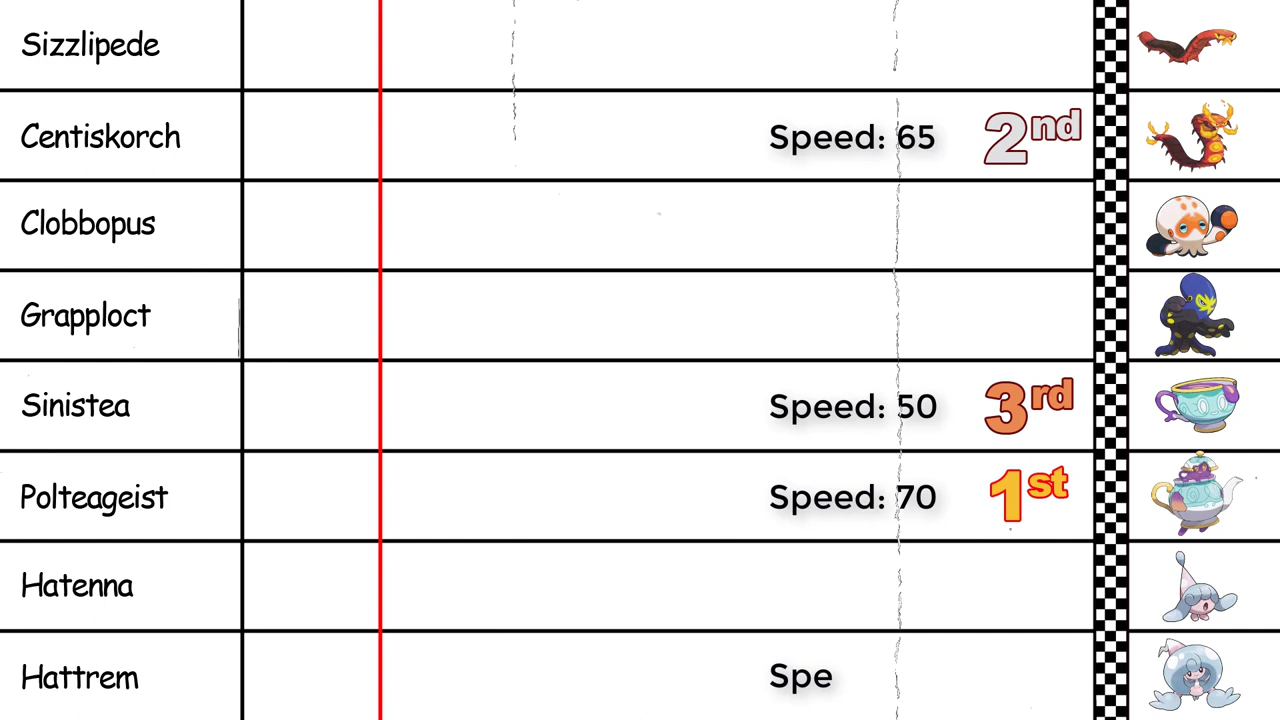 Sizzlipede
Centiskorch Speed: 65 2nd
Clobbopus
Grapploct
Sinistea Speed: 50 3rd
Polteageist Speed: 70 1st
Hatenna
Hattrem Spe